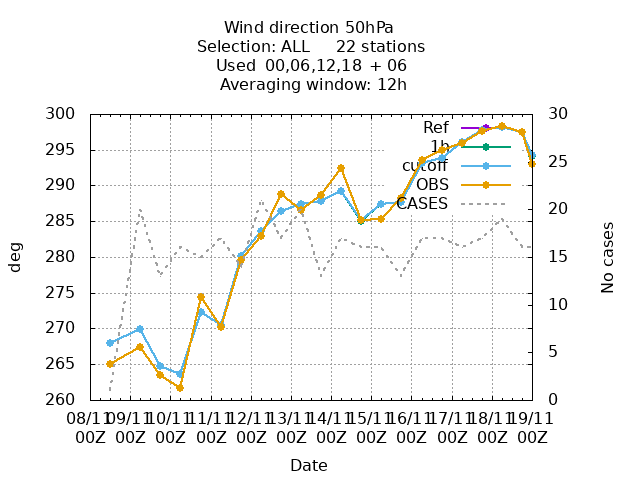 Wind direction 50hPa
Selection: ALL 22 stations
Used 00,06,12,18 + 06
Averaging window: 12h
300
295
290
285
280
275
270
265
260
30
25
20
15
10
5
0
Ref
1h
cutoff
OBS
CASES
deg
No cases
08/11 09/11 10/11 11/11 12/11 13/11 14/11 15/11 16/11 17/11 18/11 19/11
00Z 00Z 00Z 00Z 00Z 00Z 00Z 00Z 00Z 00Z 00Z 00Z
Date